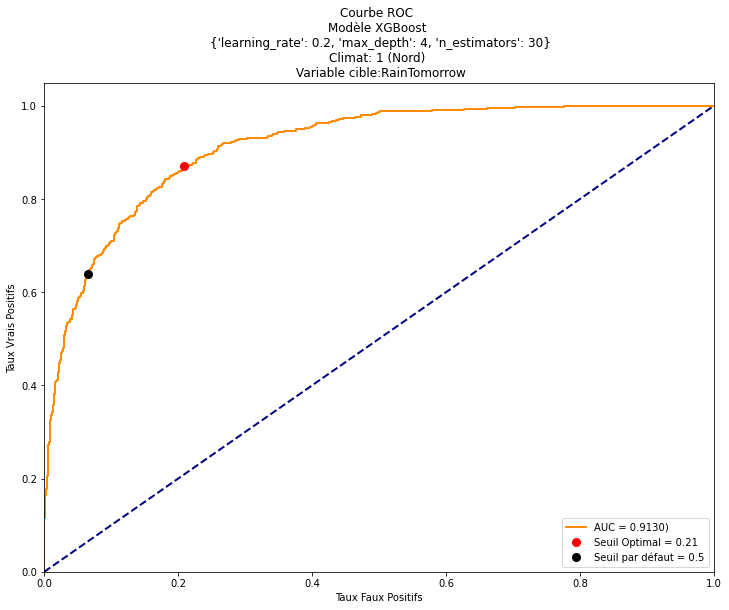 Courbe ROC
Modèle XGBoost
{'learning_rate': 0.2, 'max_depth': 4, 'n_estimators': 30}
Climat: 1 (Nord)
Variable cible:RainTomorrow
1.0
0.8
0.6
0.4
0.2
0.0
Taux Vrais Positifs
0.0
0.2
0.4
0.6
0.8
1.0
Taux Faux Positifs
AUC = 0.9130)
Seuil Optimal = 0.21
Seuil par défaut = 0.5